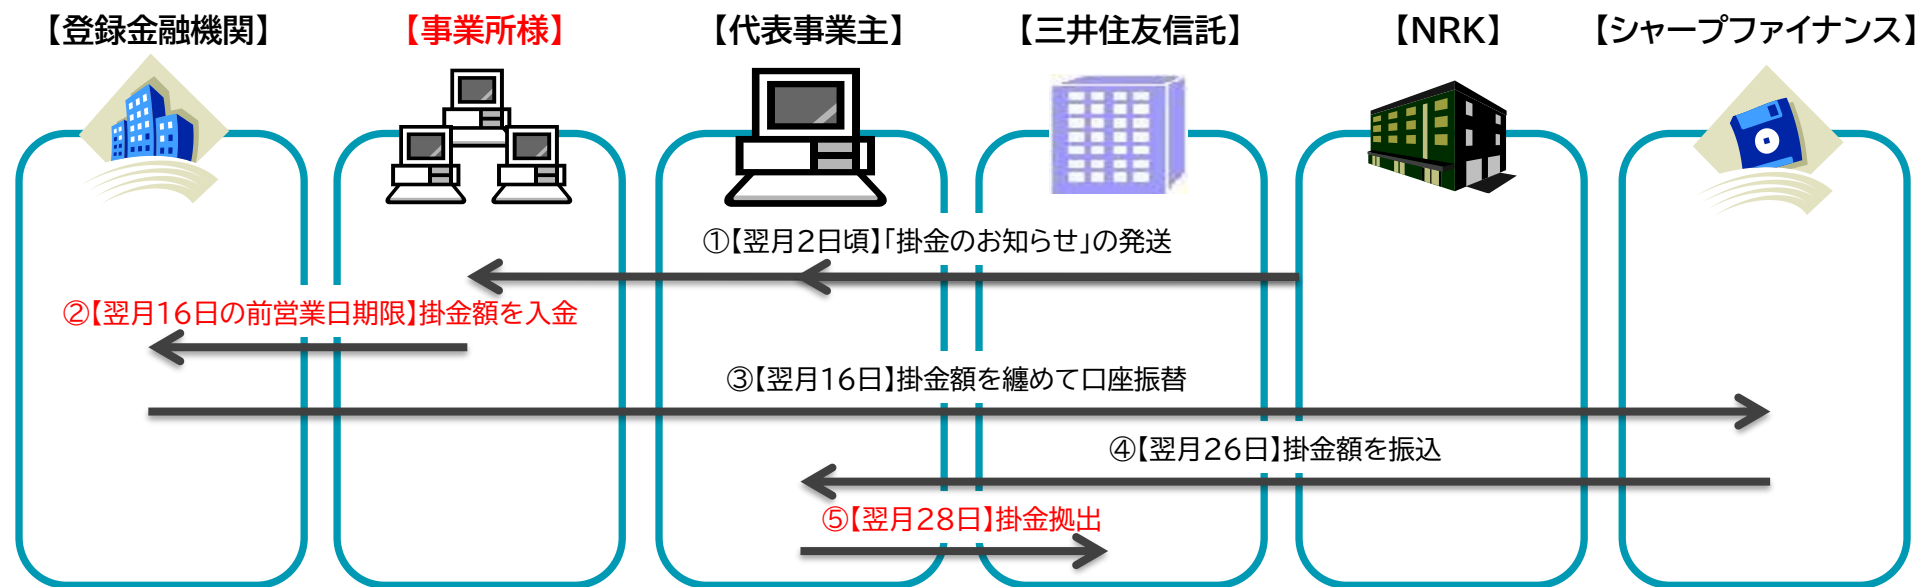 【登録金融機関】
【事業所様】
【代表事業主】
【三井住友信託】
【NRK】
【シャープファイナンス】
①【翌月2日頃】「掛金のお知らせ」の発送
②【翌月16日の前営業日期限】掛金額を入金
③【翌月16日】掛金額を纏めて口座振替
④【翌月26日】掛金額を振込
⑤【翌月28日】掛金拠出